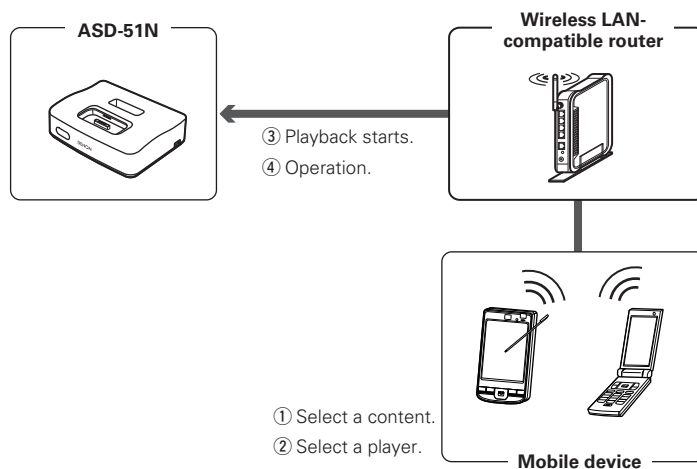 ASD-51N
Wireless LAN-
compatible router
DENON
③ Playback starts.
④ Operation.
① Select a content.
② Select a player.
Mobile device